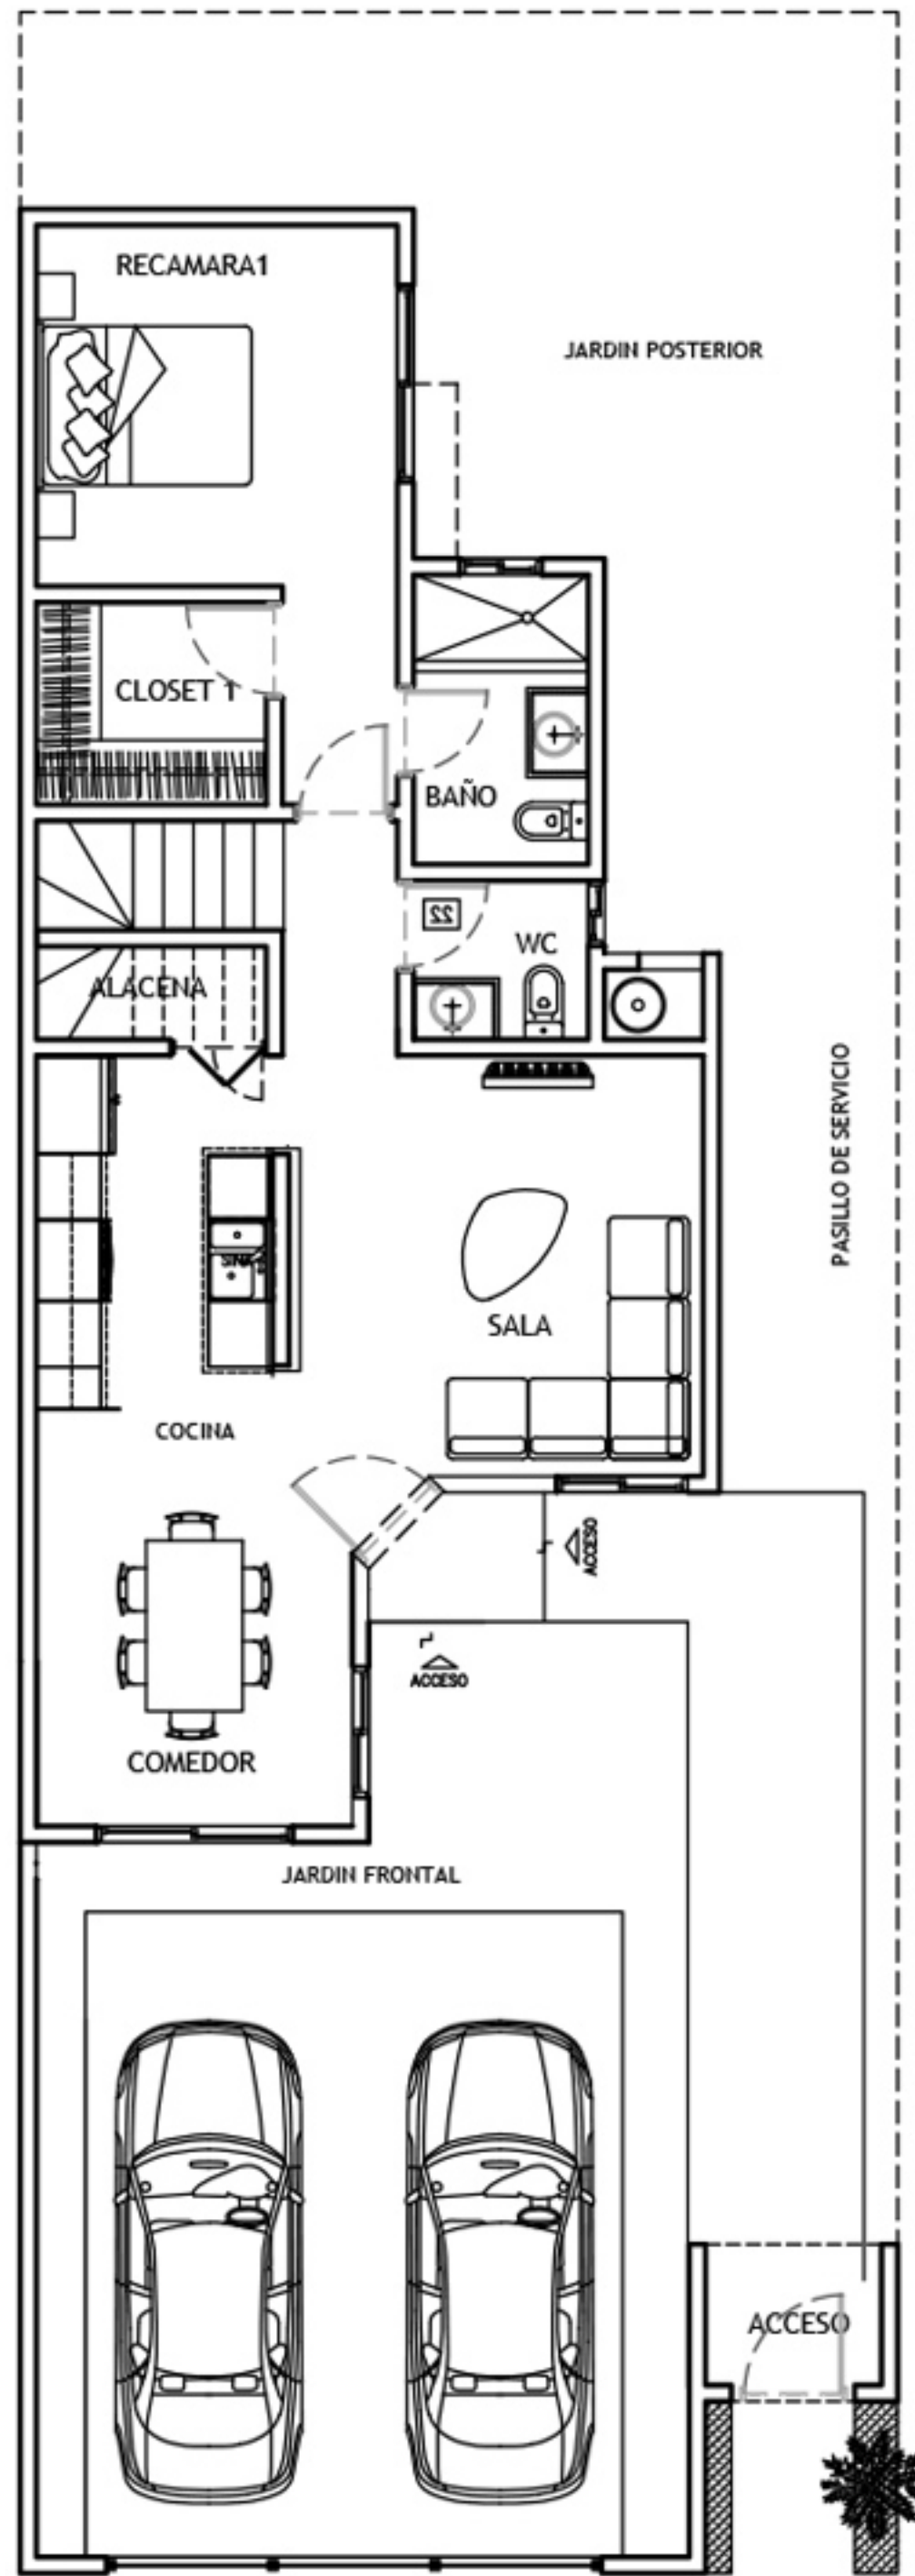 RECAMARA1
JARDIN POSTERIOR
CLOSET 1
BAÑO
22
WC
ALACENA
PASILLO DE SERVICIO
SALA
COCINA
ACCESO
ACCESO
COMEDOR
JARDIN FRONTAL
ACCESO